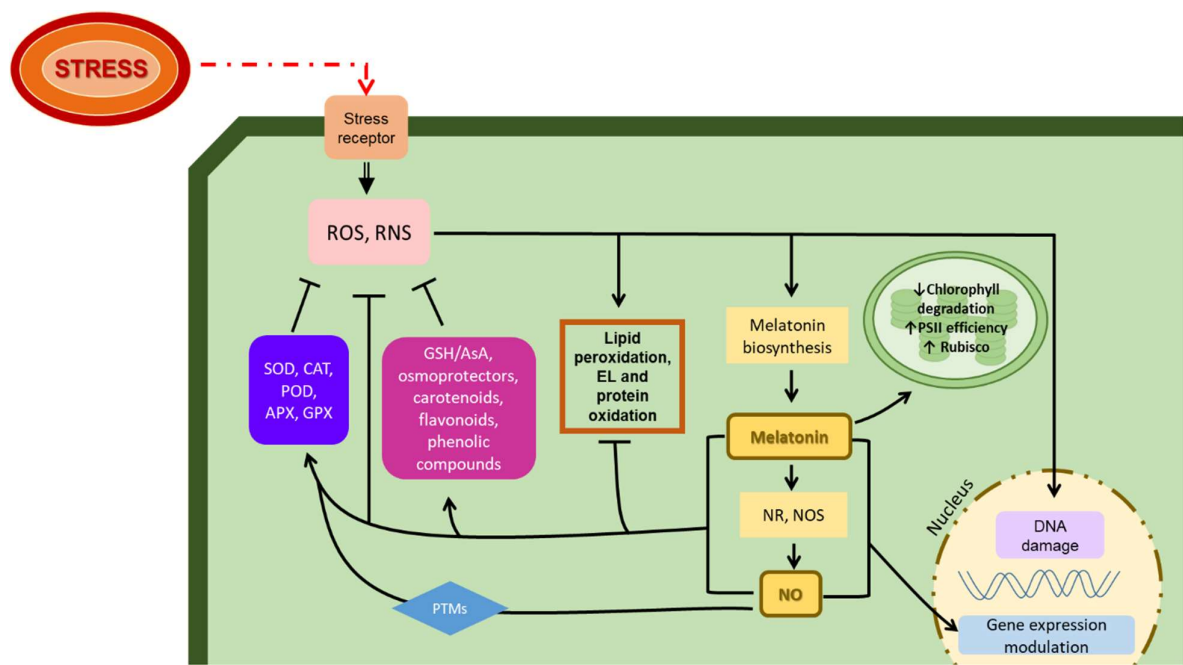 STRESS
Stress
receptor
ROS, RNS
SOD, CAT,
POD,
APX, GPX
GSH/AsA,
osmoprotectors,
carotenoids,
flavonoids,
phenolic
compounds
Lipid
peroxidation,
EL and
protein
oxidation
Melatonin
biosynthesis
↓Chlorophyll
degradation
↑PSII efficiency
↑ Rubisco
Melatonin
NR, NOS
NO
PTMs
Nucleus
DNA
damage
Gene expression
modulation